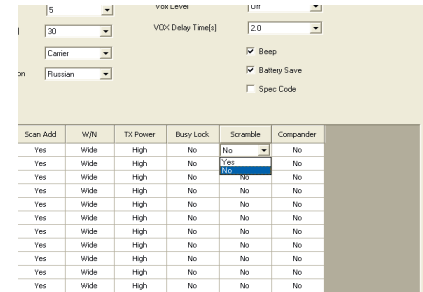 5 Vox Level Off
30 VOX Delay Time[s] 2.0
Carrier Beep
on Russian Battery Save
Spec Code
Scan Add W/N TX Power Busy Lock Scramble Compander
Yes Wide High No No No
Yes Wide High No Yes No
No
Yes Wide High No No No
Yes Wide High No No No
Yes Wide High No No No
Yes Wide High No No No
Yes Wide High No No No
Yes Wide High No No No
Yes Wide High No No No
Yes Wide High No No No
Yes Wide High No No No